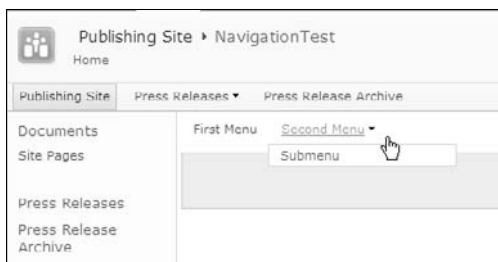 Publishing Site ▸ NavigationTest
Home
Publishing Site Press Releases ▾ Press Release Archive
Documents
Site Pages
Press Releases
Press Release
Archive
First Menu Second Menu ▾
Submenu